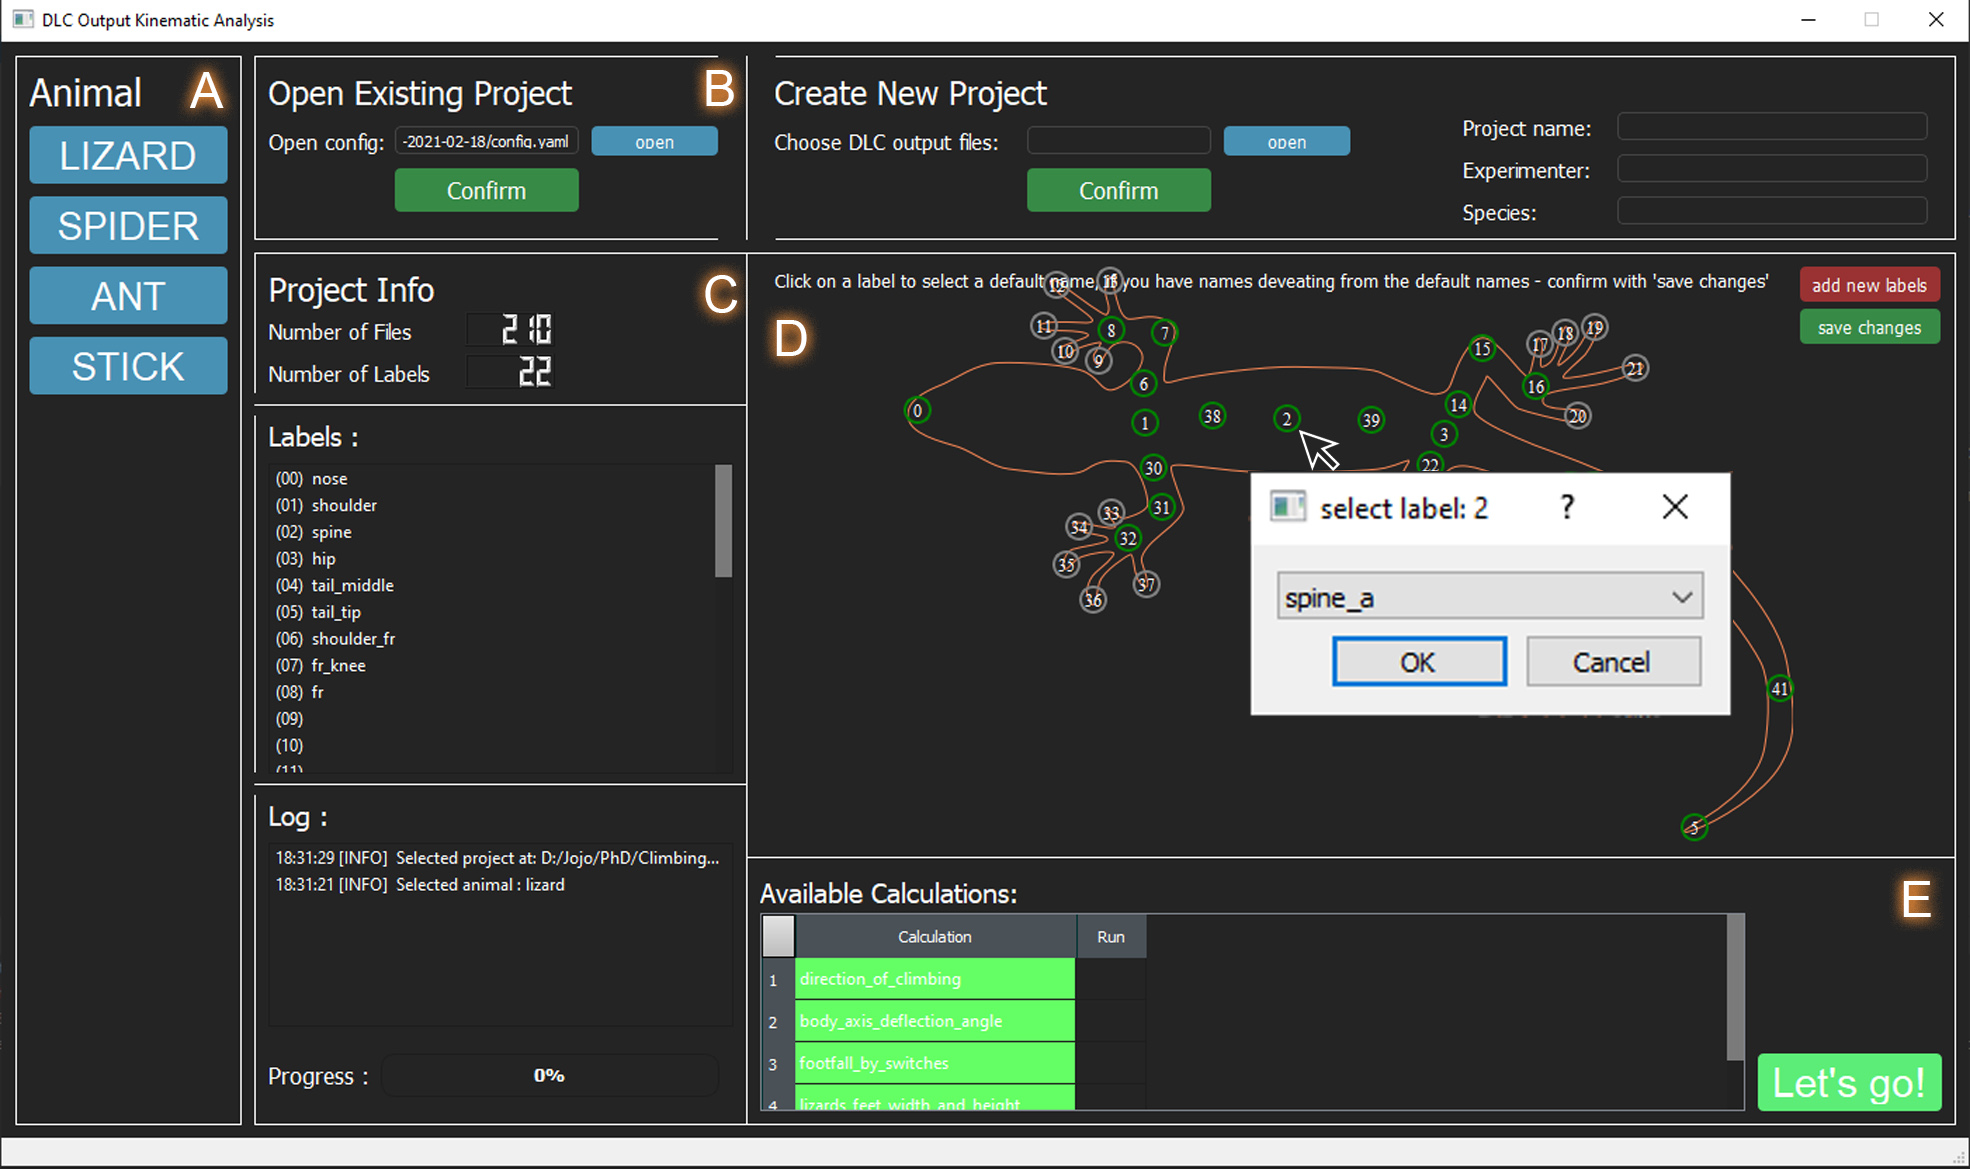 DLC Output Kinematic Analysis
Animal
A
LIZARD
SPIDER
ANT
STICK
Open Existing Project
B
Open config:
-2021-02-18/config.yaml
open
Confirm
Create New Project
Choose DLC output files:
open
Confirm
Project name:
Experimenter:
Species:
Project Info
C
Number of Files
210
Number of Labels
22
Labels :
(00) nose
(01) shoulder
(02) spine
(03) hip
(04) tail_middle
(05) tail_tip
(06) shoulder_fr
(07) fr_knee
(08) fr
(09)
(10)
(11)
Log :
18:31:29 [INFO] Selected project at: D:/Jojo/PhD/Climbing...
18:31:21 [INFO] Selected animal : lizard
Progress :
0%
Click on a label to select a default name, if you have names deveating from the default names - confirm with 'save changes'
add new labels
save changes
D
12
13
11
8
7
10
9
6
0
1
38
2
39
14
3
22
15
17
18
19
16
21
20
30
31
33
34
32
35
36
37
41
5
select label: 2
?
spine_a
OK
Cancel
Available Calculations:
E
Calculation
Run
1 direction_of_climbing
2 body_axis_deflection_angle
3 footfall_by_switches
4 lizards_feet_width_and_height
Let's go!